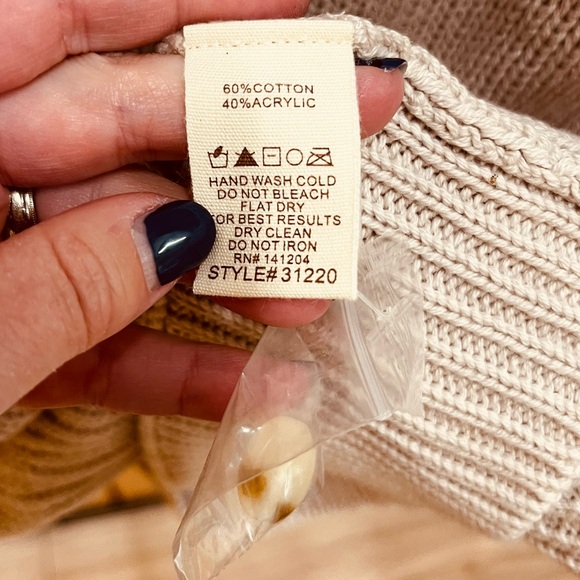 60%COTTON
40%ACRYLIC
HAND WASH COLD
DO NOT BLEACH
FLAT DRY
FOR BEST RESULTS
DRY CLEAN
DO NOT IRON
RN# 141204
STYLE# 31220